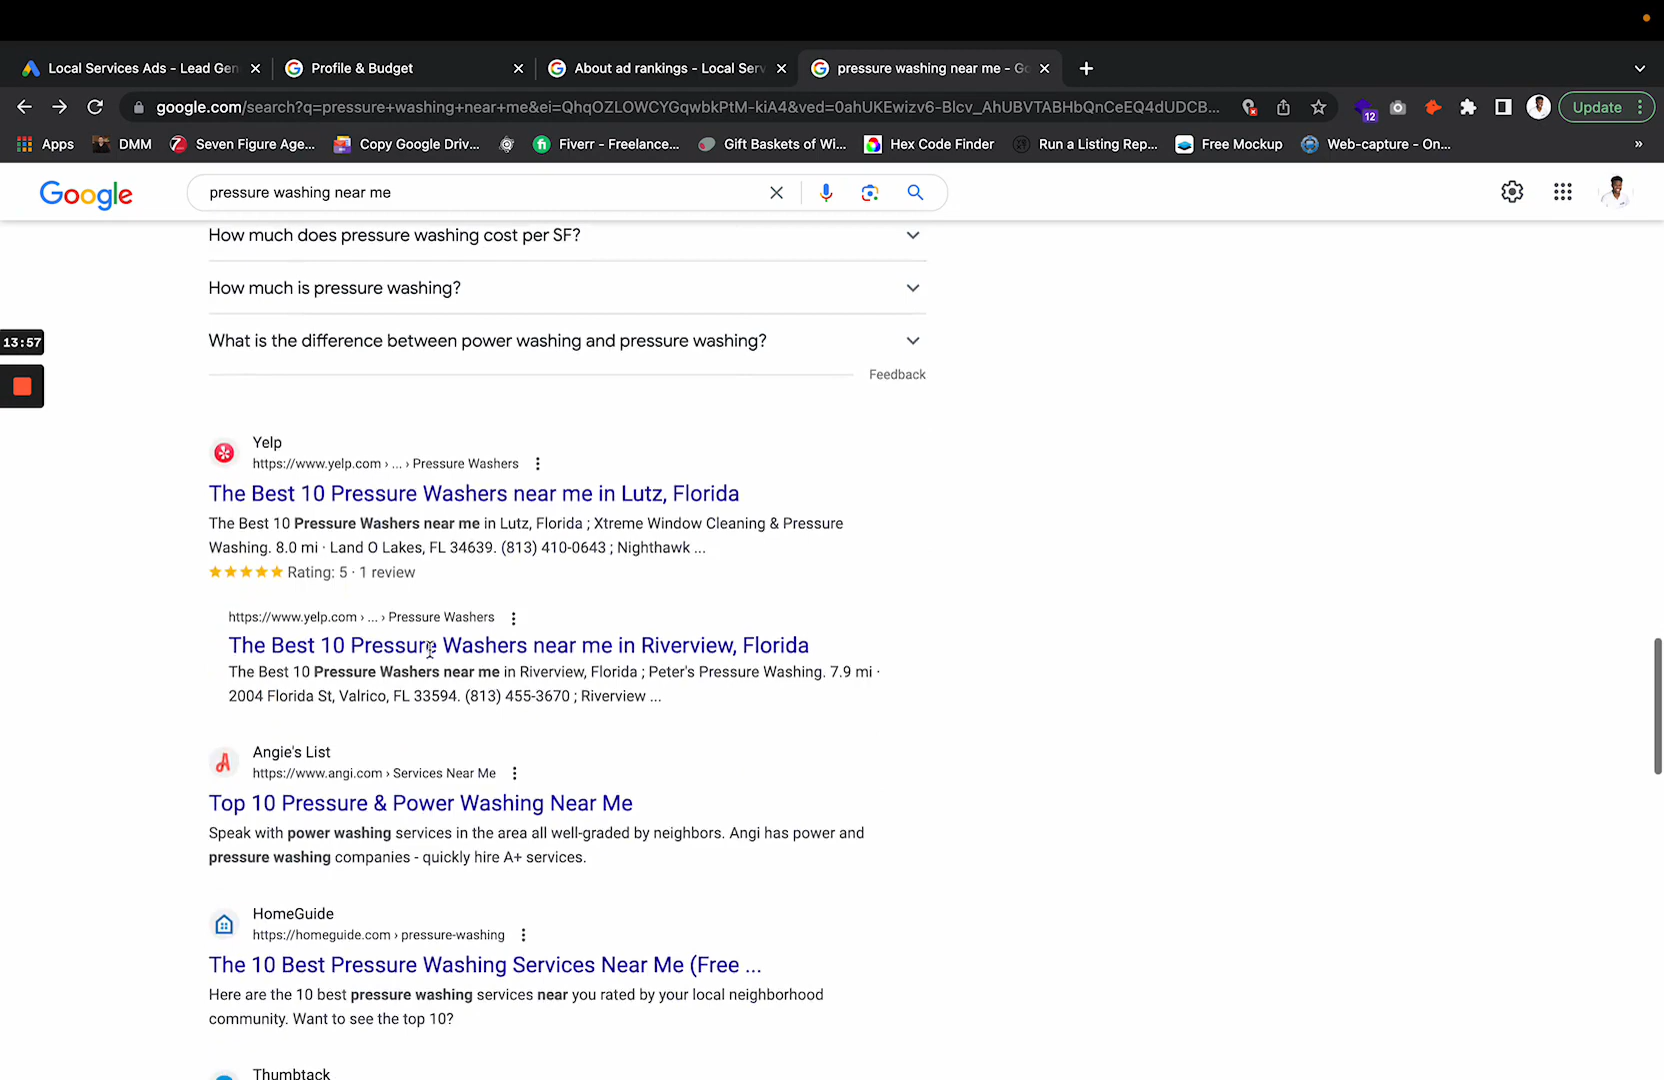 Local Services Ads - Lead Gen
Profile & Budget
About ad rankings - Local Serv
pressure washing near me - Go
google.com/search?q=pressure+washing+near+me&ei=QhqOZLOWCYGqwbkPtM-kiA4&ved=0ahUKEwizv6-Blcv_AhUBVTABHbQnCeEQ4dUDCB...
12
Update
Apps
DMM
Seven Figure Age...
Copy Google Driv...
Fiverr - Freelance...
Gift Baskets of Wi...
Hex Code Finder
Run a Listing Rep...
Free Mockup
Web-capture - On...
»
Google
pressure washing near me
How much does pressure washing cost per SF?
How much is pressure washing?
13:57
What is the difference between power washing and pressure washing?
Feedback
Yelp
https://www.yelp.com › ... › Pressure Washers
The Best 10 Pressure Washers near me in Lutz, Florida
The Best 10 Pressure Washers near me in Lutz, Florida ; Xtreme Window Cleaning & Pressure
Washing. 8.0 mi · Land O Lakes, FL 34639. (813) 410-0643 ; Nighthawk ...
Rating: 5 · 1 review
https://www.yelp.com › ... › Pressure Washers
The Best 10 Pressure Washers near me in Riverview, Florida
The Best 10 Pressure Washers near me in Riverview, Florida ; Peter's Pressure Washing. 7.9 mi ·
2004 Florida St, Valrico, FL 33594. (813) 455-3670 ; Riverview ...
Angie's List
https://www.angi.com › Services Near Me
Top 10 Pressure & Power Washing Near Me
Speak with power washing services in the area all well-graded by neighbors. Angi has power and
pressure washing companies - quickly hire A+ services.
HomeGuide
https://homeguide.com › pressure-washing
The 10 Best Pressure Washing Services Near Me (Free ...
Here are the 10 best pressure washing services near you rated by your local neighborhood
community. Want to see the top 10?
Thumbtack